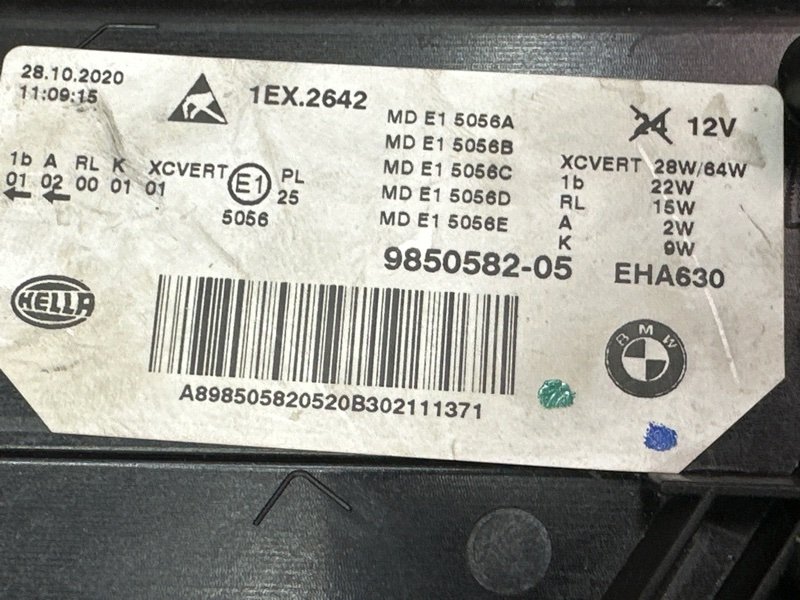 28.10.2020
11:09:15
1EX.2642
24 12V
MD E1 5056A
MD E1 5056B
MD E1 5056C
MD E1 5056D
MD E1 5056E
1b A RL K XCVERT
01 02 00 01 01
E1
5056
PL
25
XCVERT 28W/64W
1b 22W
RL 15W
A 2W
K 9W
9850582-05 EHA630
HELLA
BMW
A898505820520B302111371